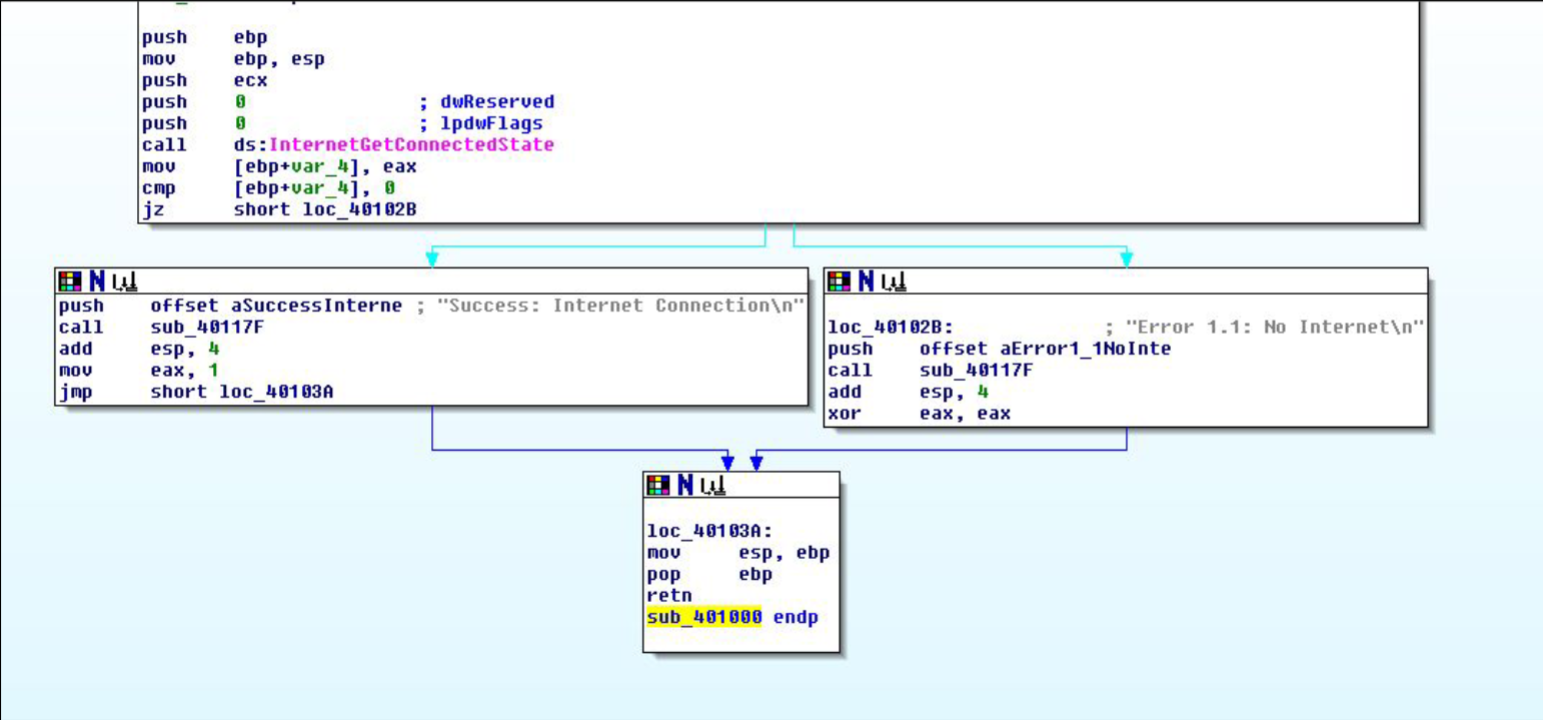 push ebp
mov ebp, esp
push ecx
push 0 ; dwReserved
push 0 ; lpdwFlags
call ds:InternetGetConnectedState
mov [ebp+var_4], eax
cmp [ebp+var_4], 0
jz short loc_40102B
push offset aSuccessInterne ; "Success: Internet Connection\n"
call sub_40117F
add esp, 4
mov eax, 1
jmp short loc_40103A
loc_40102B: ; "Error 1.1: No Internet\n"
push offset aError1_1NoInte
call sub_40117F
add esp, 4
xor eax, eax
loc_40103A:
mov esp, ebp
pop ebp
retn
sub_401000 endp